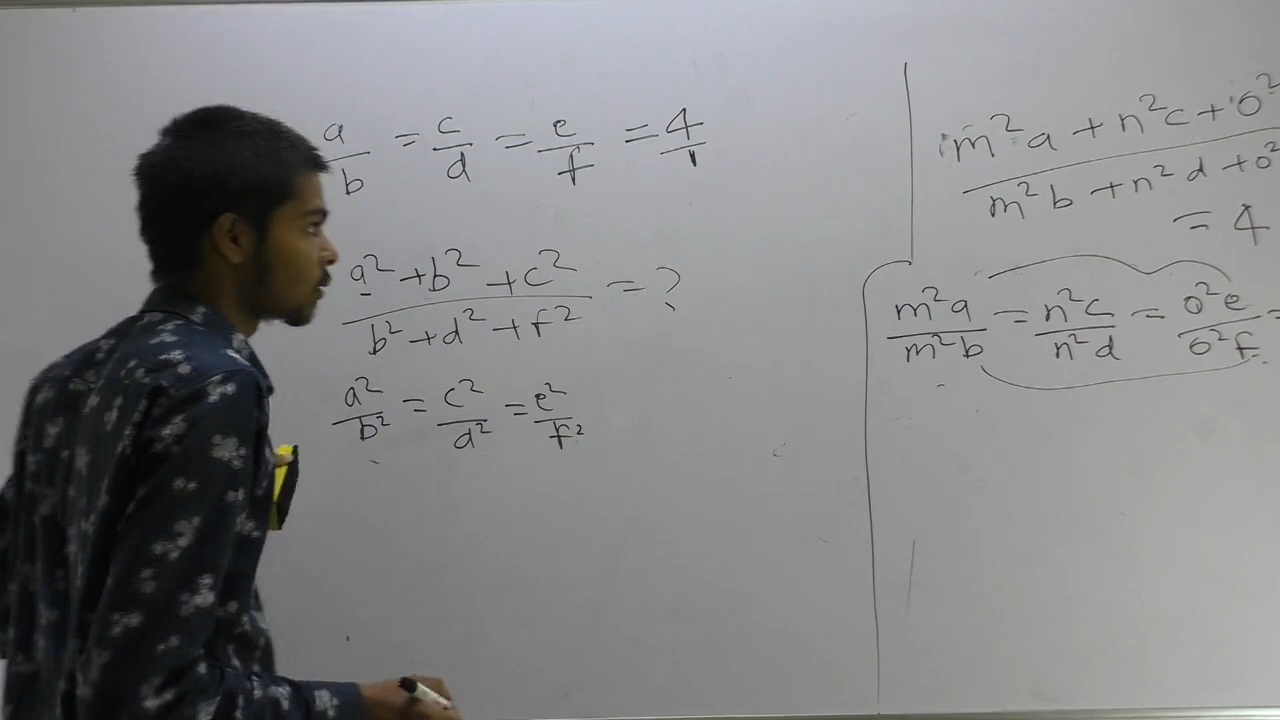 a/b = c/d = e/f = 4/1
a² + b² + c² / b² + d² + f² = ?
a²/b² = c²/d² = e²/f²
m²a + n²c + o² / m²b + n²d + o²
= 4
m²a/m²b = n²c/n²d = o²e/o²f =